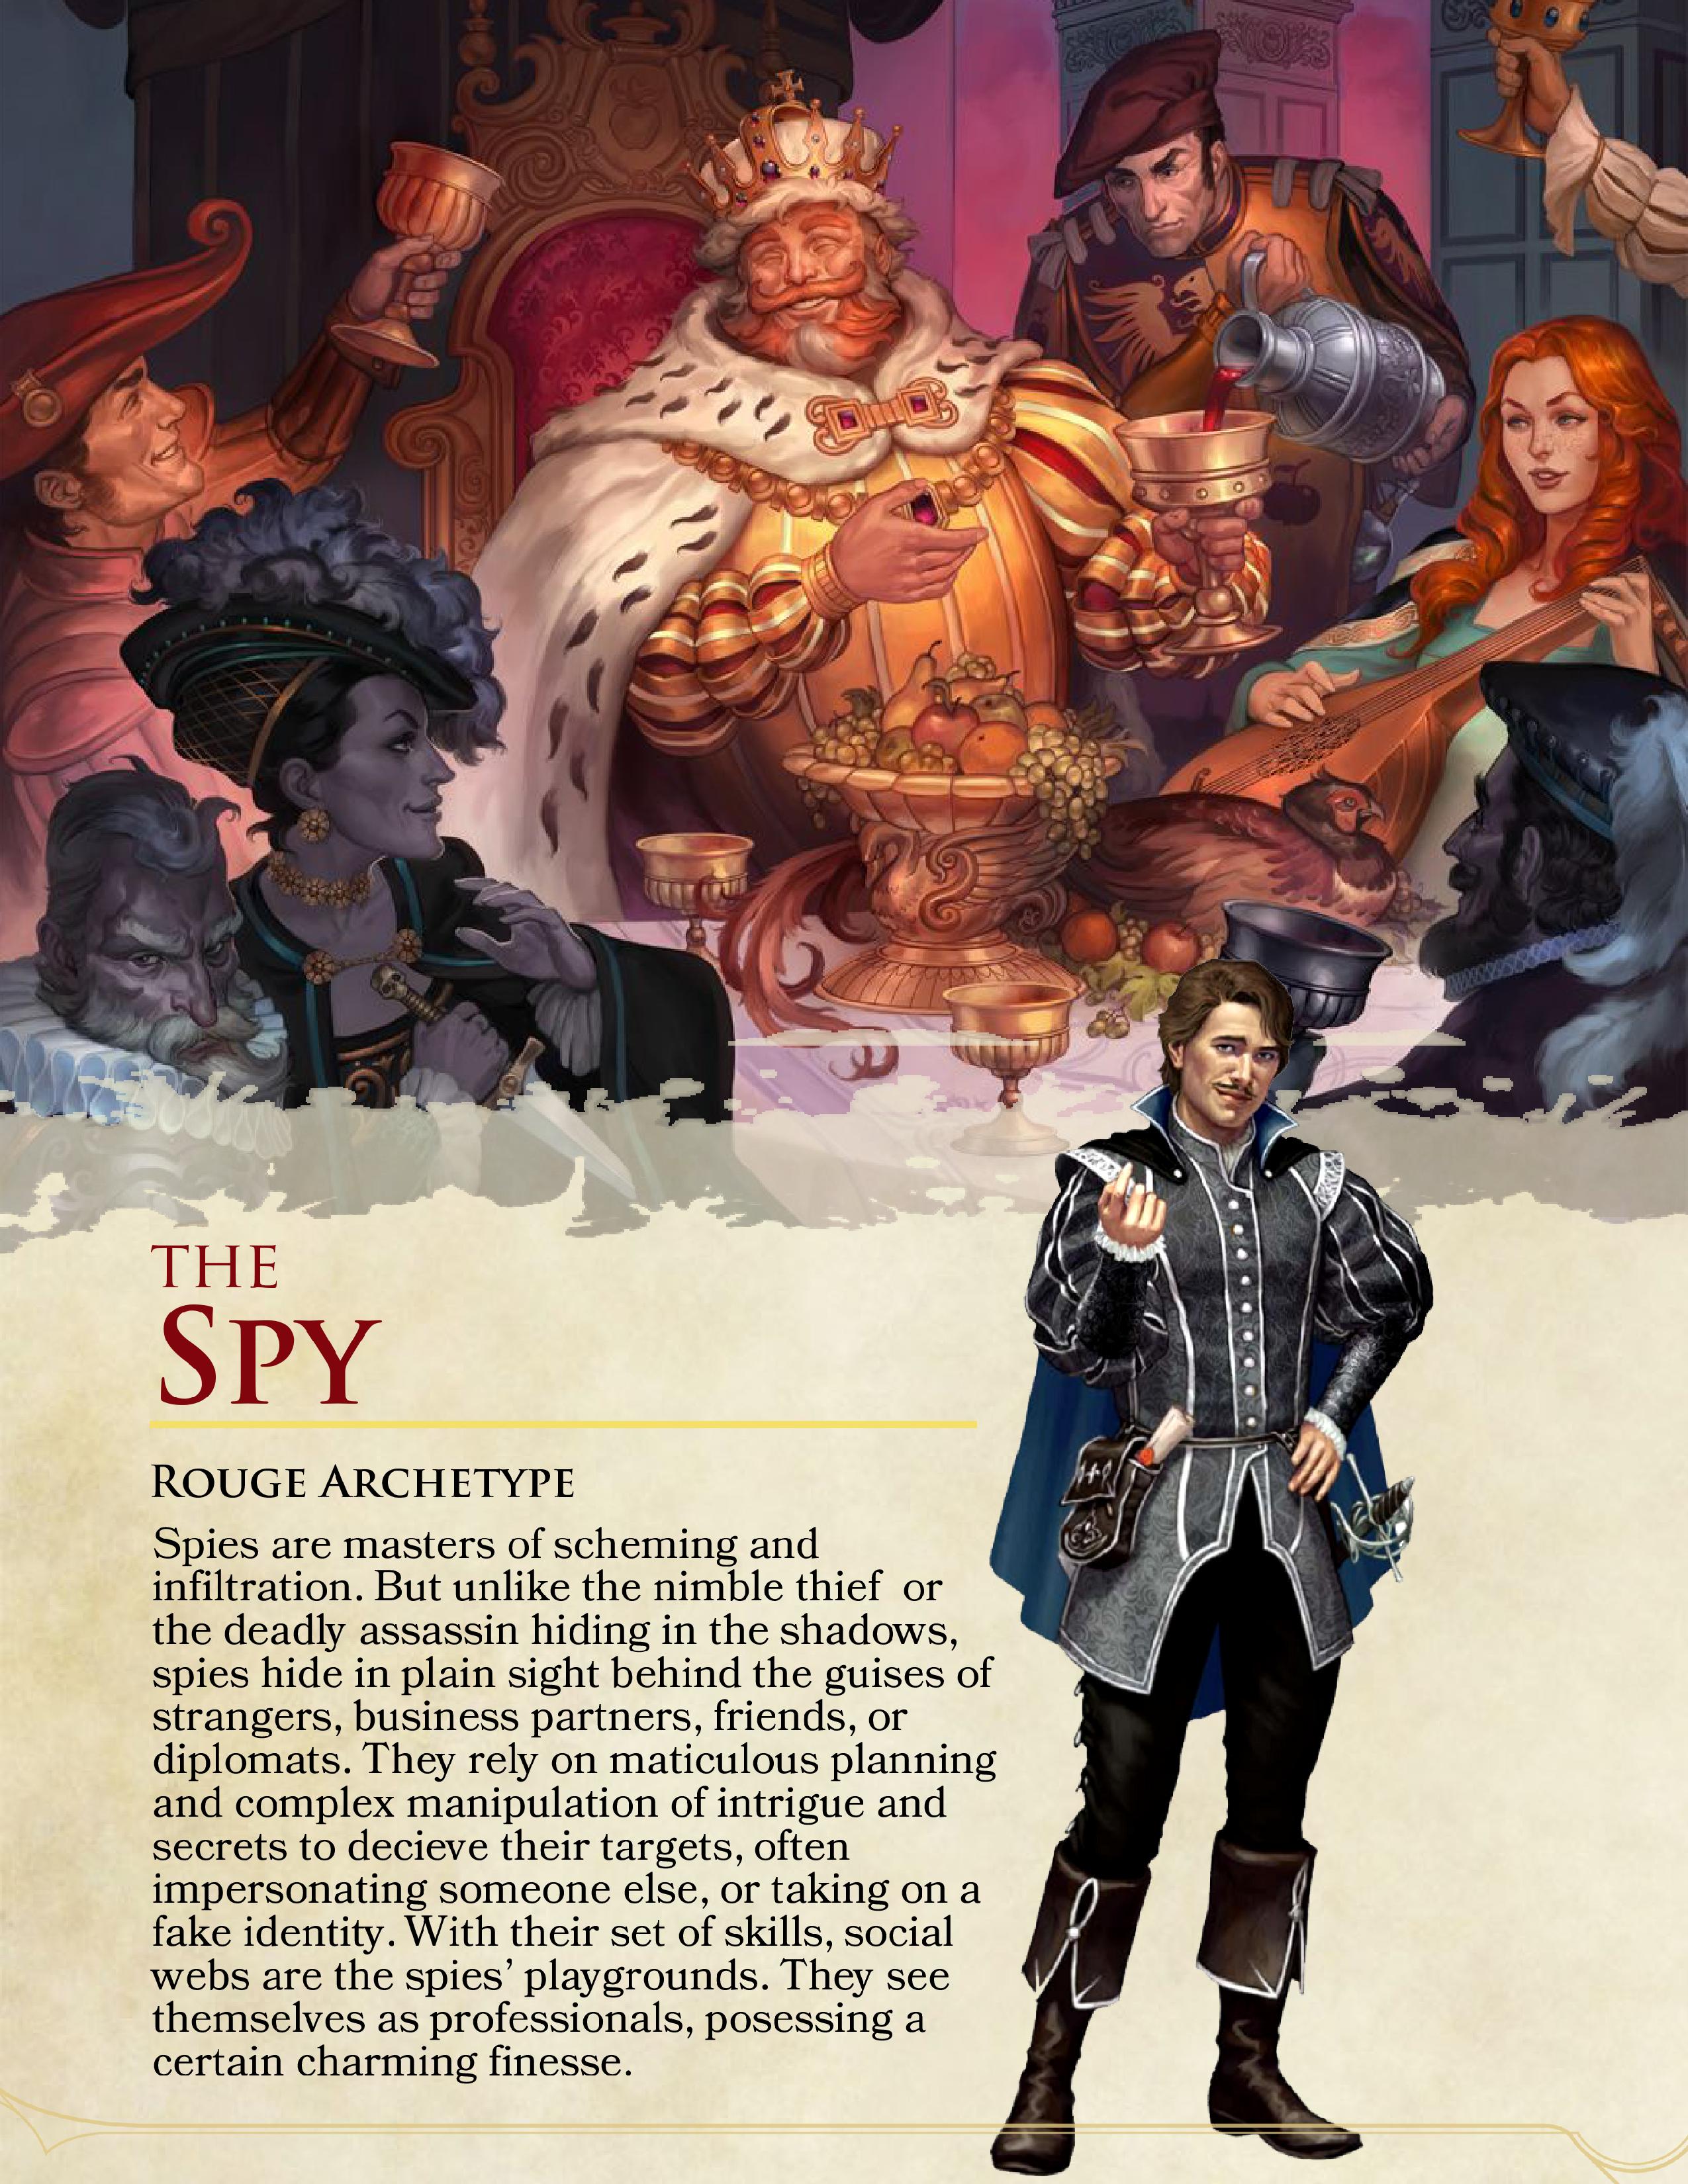 THE
SPY
ROUGE ARCHETYPE
Spies are masters of scheming and
infiltration. But unlike the nimble thief or
the deadly assassin hiding in the shadows,
spies hide in plain sight behind the guises of
strangers, business partners, friends, or
diplomats. They rely on maticulous planning
and complex manipulation of intrigue and
secrets to decieve their targets, often
impersonating someone else, or taking on a
fake identity. With their set of skills, social
webs are the spies’ playgrounds. They see
themselves as professionals, posessing a
certain charming finesse.